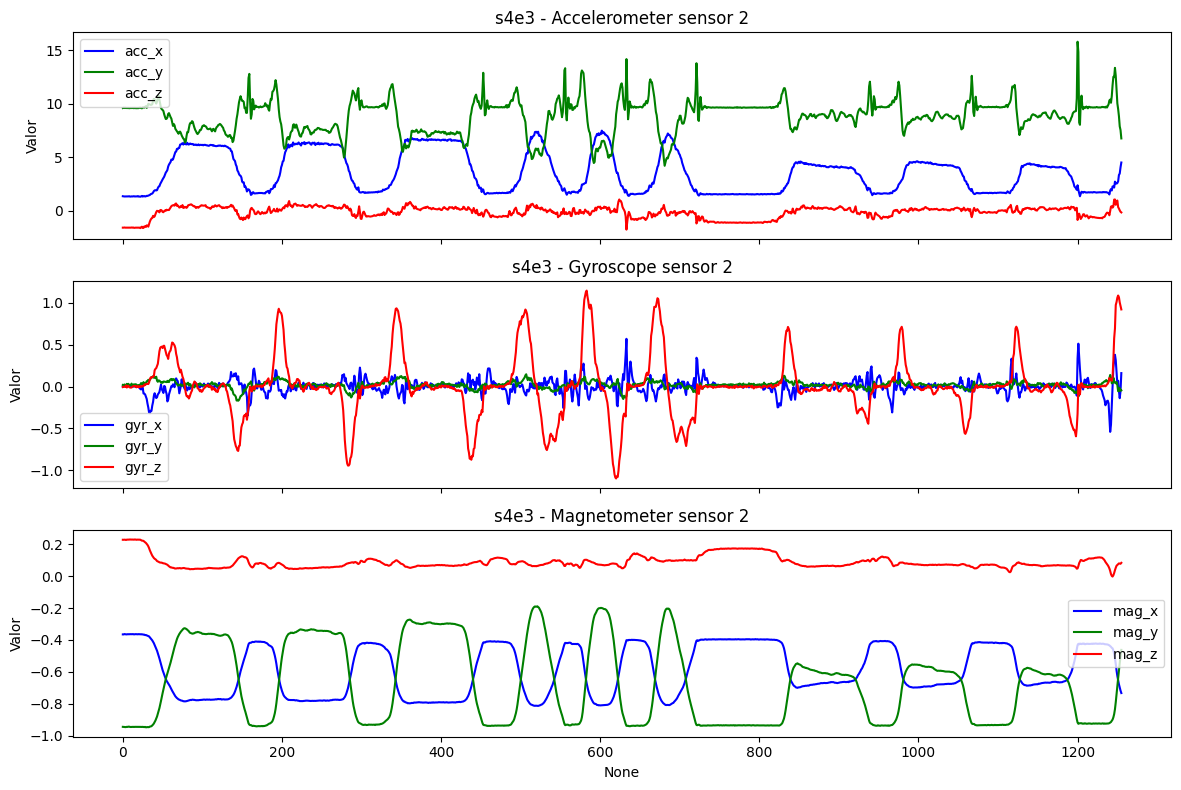 s4e3 - Accelerometer sensor 2
acc_x
acc_y
acc_z
Valor
15
10
5
0
s4e3 - Gyroscope sensor 2
gyr_x
gyr_y
gyr_z
Valor
1.0
0.5
0.0
−0.5
−1.0
s4e3 - Magnetometer sensor 2
mag_x
mag_y
mag_z
Valor
0.2
0.0
−0.2
−0.4
−0.6
−0.8
−1.0
0 200 400 600 800 1000 1200
None